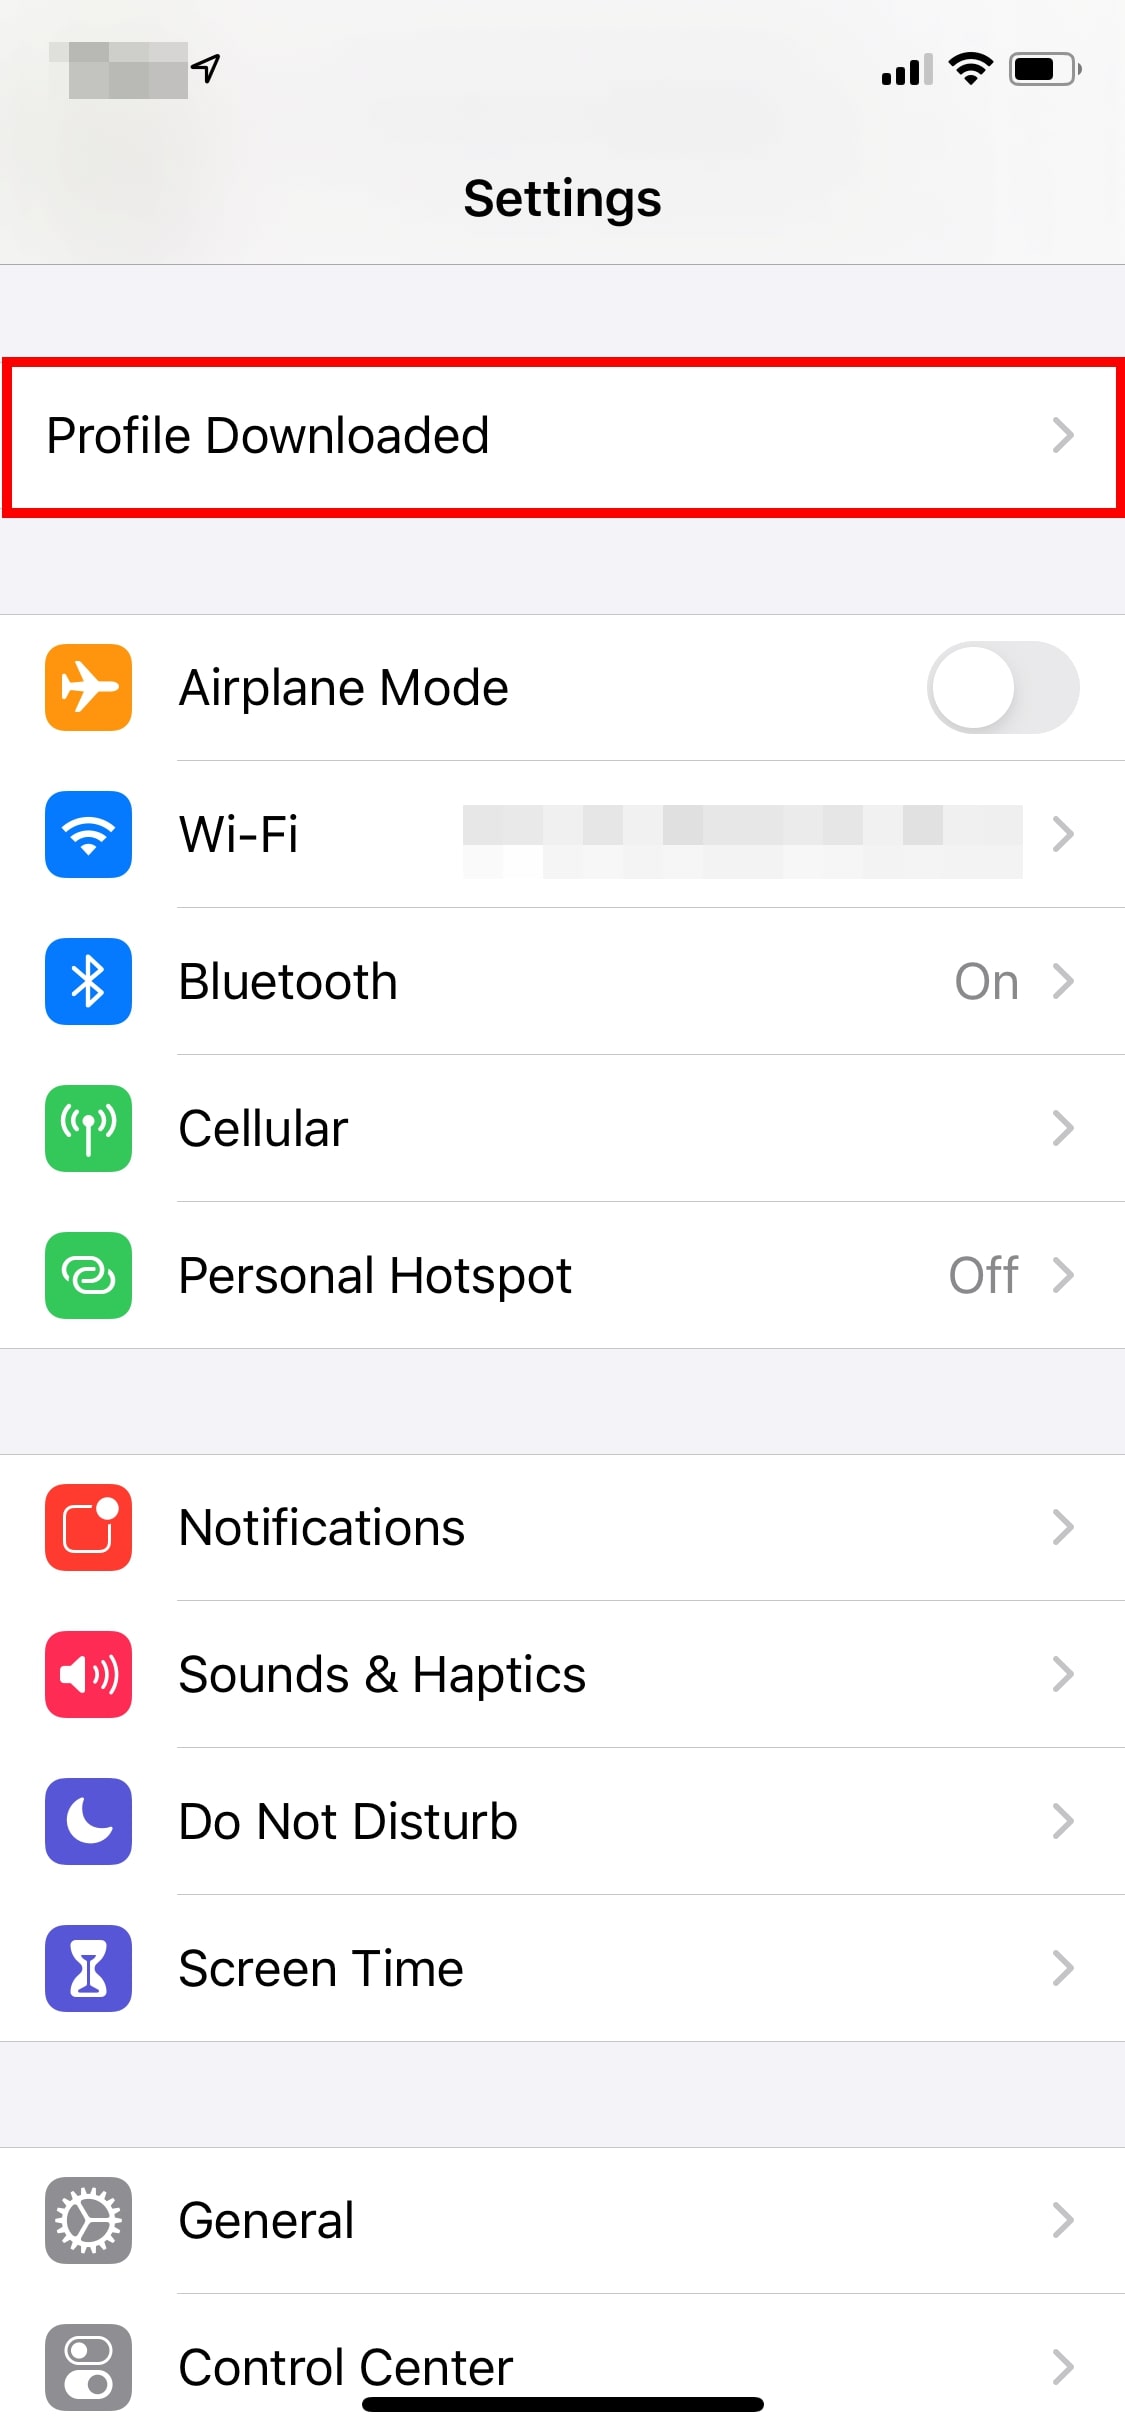 Settings
Profile Downloaded
Airplane Mode
Wi-Fi
Bluetooth On
Cellular
Personal Hotspot Off
Notifications
Sounds & Haptics
Do Not Disturb
Screen Time
General
Control Center